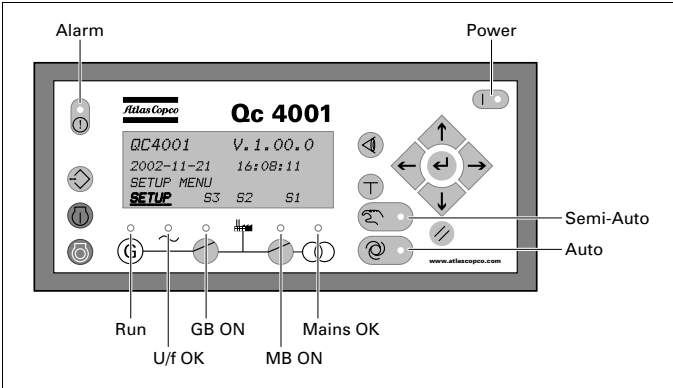 Alarm
Power
Atlas Copco
Qc 4001
QC4001 V.1.00.0
2002-11-21 16:08:11
SETUP MENU
SETUP S3 S2 S1
Semi-Auto
G
Auto
www.atlascopco.com
Run
GB ON
Mains OK
U/f OK
MB ON